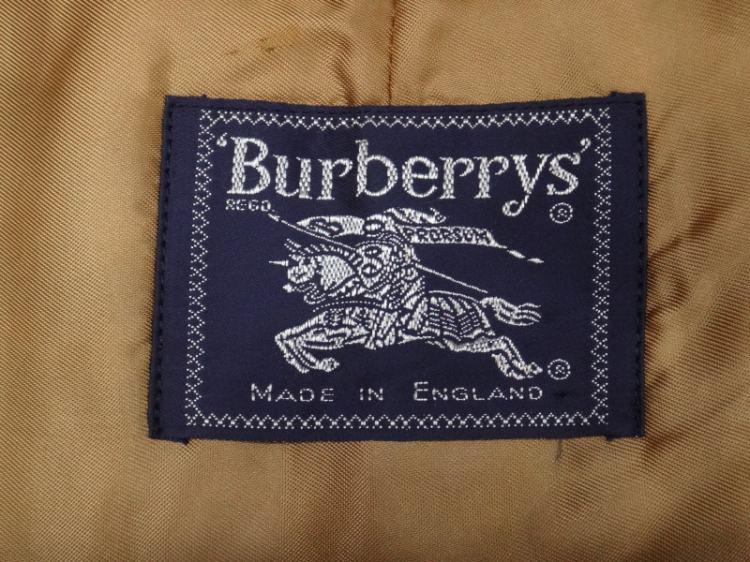 'Burberrys'
REGD. ®
®
MADE IN ENGLAND